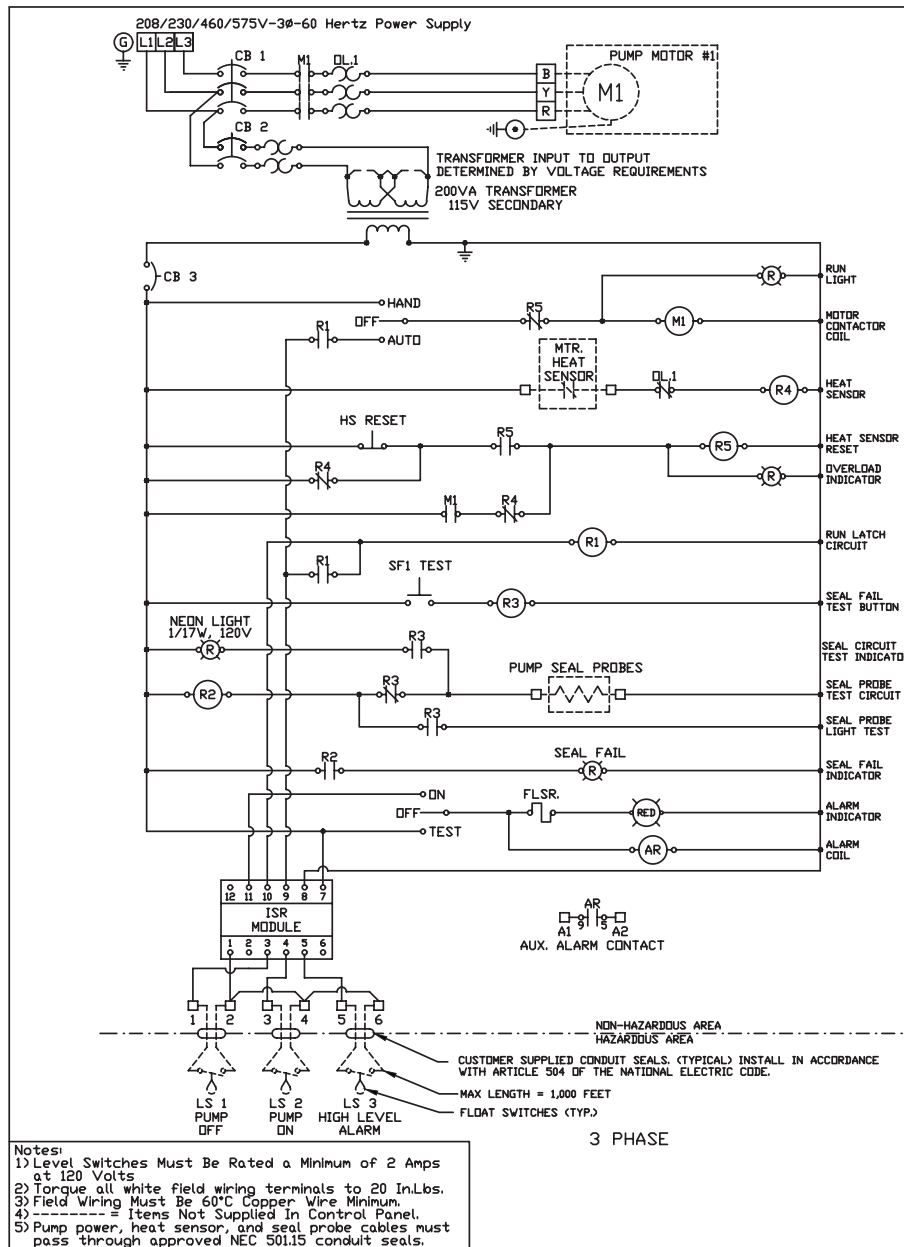 208/230/460/575V-3Ø-60 Hertz Power Supply
G L1 L2 L3
CB 1
M1
OL.1
PUMP MOTOR #1
B
Y
R
M1
CB 2
TRANSFORMER INPUT TO OUTPUT
DETERMINED BY VOLTAGE REQUIREMENTS
200VA TRANSFORMER
115V SECONDARY
CB 3
R
RUN
LIGHT
HAND
OFF
R5
M1
MOTOR
CONTACTOR
COIL
R1
AUTO
MTR.
HEAT
SENSOR
OL.1
R4
HEAT
SENSOR
HS RESET
R5
R5
HEAT SENSOR
RESET
R4
R
OVERLOAD
INDICATOR
M1
R4
R1
RUN LATCH
CIRCUIT
R1
SF1 TEST
R3
SEAL FAIL
TEST BUTTON
NEON LIGHT
1/17W, 120V
R
R3
SEAL CIRCUIT
TEST INDICATO
PUMP SEAL PROBES
R2
R3
SEAL PROBE
TEST CIRCUIT
R3
SEAL PROBE
LIGHT TEST
R2
SEAL FAIL
R
SEAL FAIL
INDICATOR
ON
OFF
FLSR.
RED
ALARM
INDICATOR
TEST
AR
ALARM
COIL
12 11 10 9 8 7
ISR
MODULE
1 2 3 4 5 6
AR
A1 9 5 A2
AUX. ALARM CONTACT
1 2 3 4 5 6
NON-HAZARDOUS AREA
HAZARDOUS AREA
CUSTOMER SUPPLIED CONDUIT SEALS. (TYPICAL) INSTALL IN ACCORDANCE
WITH ARTICLE 504 OF THE NATIONAL ELECTRIC CODE.
MAX LENGTH = 1,000 FEET
FLOAT SWITCHES (TYP.)
LS 1
PUMP
OFF
LS 2
PUMP
ON
LS 3
HIGH LEVEL
ALARM
3 PHASE
Notes:
1) Level Switches Must Be Rated a Minimum of 2 Amps
at 120 Volts
2) Torque all white field wiring terminals to 20 In.Lbs.
3) Field Wiring Must Be 60°C Copper Wire Minimum.
4) --------- = Items Not Supplied In Control Panel.
5) Pump power, heat sensor, and seal probe cables must
pass through approved NEC 501.15 conduit seals.